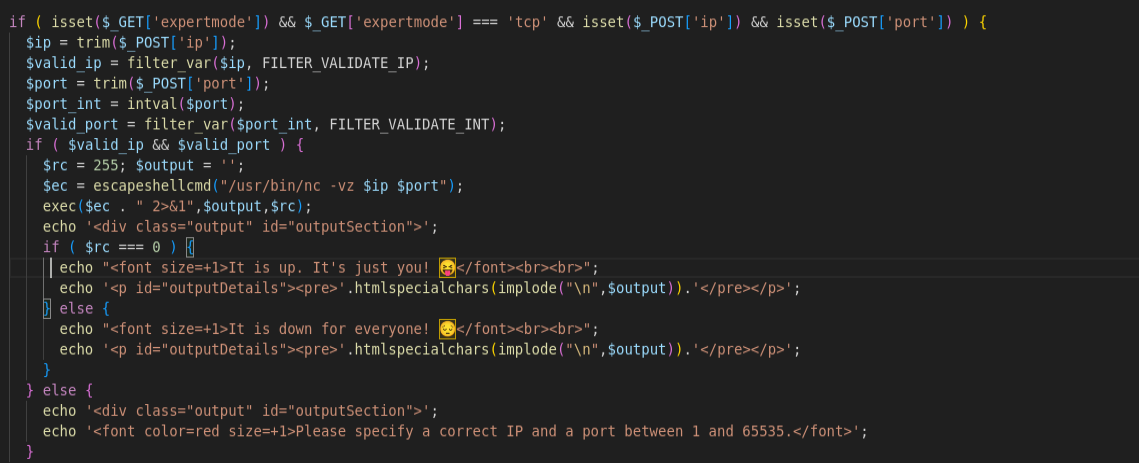 if ( isset($_GET['expertmode']) && $_GET['expertmode'] === 'tcp' && isset($_POST['ip']) && isset($_POST['port']) ) {
$ip = trim($_POST['ip']);
$valid_ip = filter_var($ip, FILTER_VALIDATE_IP);
$port = trim($_POST['port']);
$port_int = intval($port);
$valid_port = filter_var($port_int, FILTER_VALIDATE_INT);
if ( $valid_ip && $valid_port ) {
$rc = 255; $output = '';
$ec = escapeshellcmd("/usr/bin/nc -vz $ip $port");
exec($ec . " 2>&1",$output,$rc);
echo '<div class="output" id="outputSection">';
if ( $rc === 0 ) {
echo "<font size=+1>It is up. It's just you! 😝</font><br><br>";
echo '<p id="outputDetails"><pre>'.htmlspecialchars(implode("\n",$output)).'</pre></p>';
} else {
echo "<font size=+1>It is down for everyone! 😔</font><br><br>";
echo '<p id="outputDetails"><pre>'.htmlspecialchars(implode("\n",$output)).'</pre></p>';
}
} else {
echo '<div class="output" id="outputSection">';
echo '<font color=red size=+1>Please specify a correct IP and a port between 1 and 65535.</font>';
}